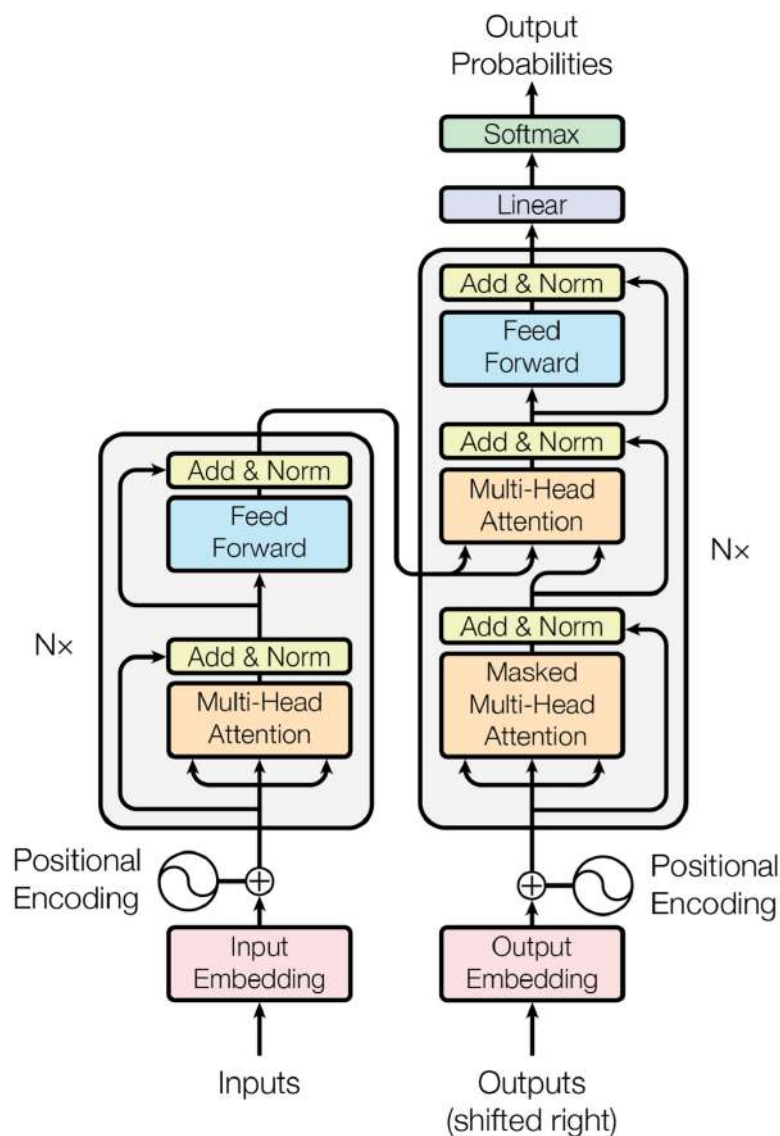 Output
Probabilities
Softmax
Linear
Add & Norm
Feed
Forward
Add & Norm
Multi-Head
Attention
Nx
Add & Norm
Masked
Multi-Head
Attention
Add & Norm
Feed
Forward
Nx
Add & Norm
Multi-Head
Attention
Positional
Encoding
Positional
Encoding
Input
Embedding
Output
Embedding
Inputs
Outputs
(shifted right)